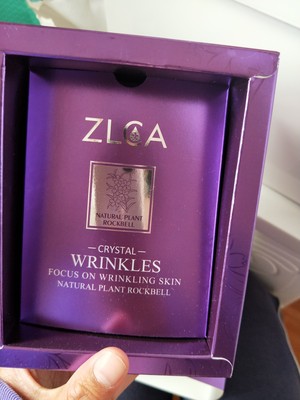 ZLCA
NATURAL PLANT
ROCKBELL
—CRYSTAL—
WRINKLES
FOCUS ON WRINKLING SKIN
NATURAL PLANT ROCKBELL